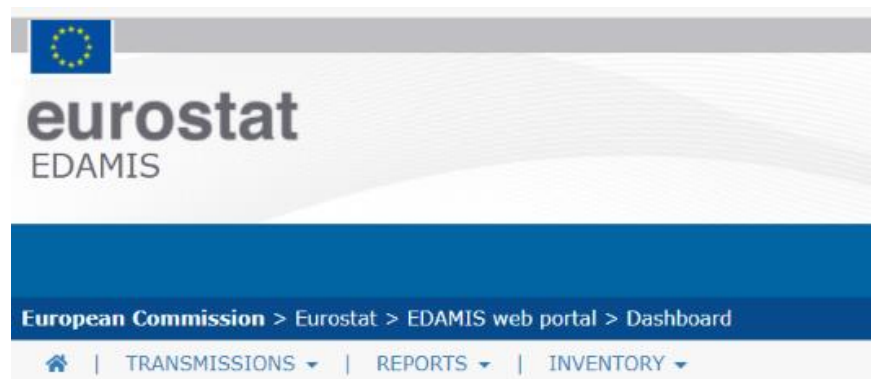 eurostat
EDAMIS
European Commission > Eurostat > EDAMIS web portal > Dashboard
| TRANSMISSIONS | REPORTS | INVENTORY